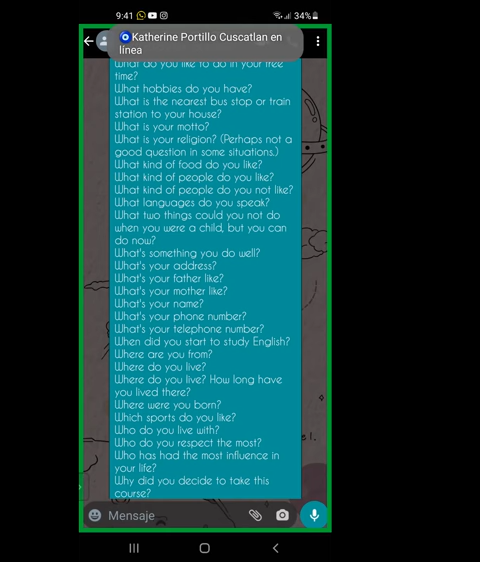 9:41
34%
🧿Katherine Portillo Cuscatlan en
línea
What do you like to do in your free
time?
What hobbies do you have?
What is the nearest bus stop or train
station to your house?
What is your motto?
What is your religion? (Perhaps not a
good question in some situations.)
What kind of food do you like?
What kind of people do you like?
What kind of people do you not like?
What languages do you speak?
What two things could you not do
when you were a child, but you can
do now?
What's something you do well?
What's your address?
What's your father like?
What's your mother like?
What's your name?
What's your phone number?
What's your telephone number?
When did you start to study English?
Where are you from?
Where do you live?
Where do you live? How long have
you lived there?
Where were you born?
Which sports do you like?
Who do you live with?
Who do you respect the most?
Who has had the most influence in
your life?
Why did you decide to take this
course?
Mensaje